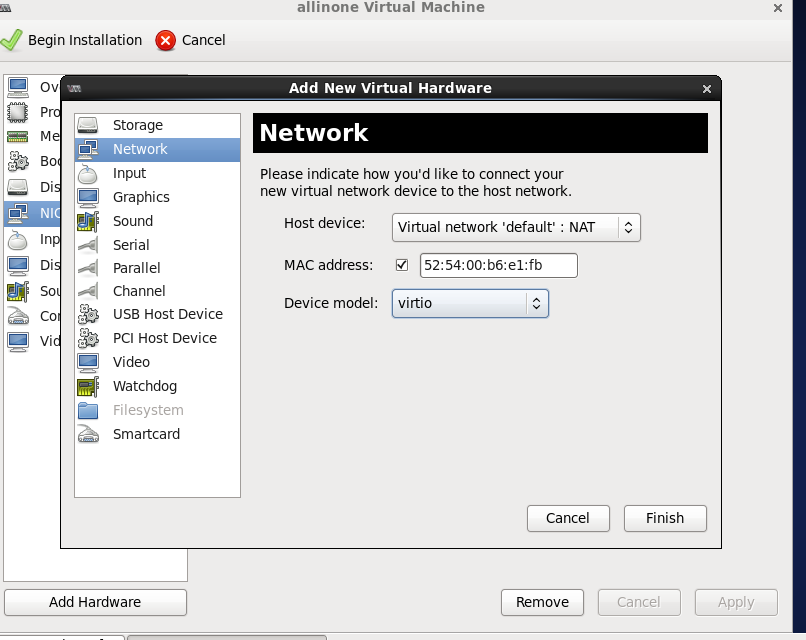 allinone Virtual Machine
Begin Installation
Cancel
Add New Virtual Hardware
Ov
Pro
Me
Boo
Dis
NIC
Inp
Dis
Sou
Con
Vid
Storage
Network
Input
Graphics
Sound
Serial
Parallel
Channel
USB Host Device
PCI Host Device
Video
Watchdog
Filesystem
Smartcard
Network
Please indicate how you'd like to connect your
new virtual network device to the host network.
Host device: Virtual network 'default' : NAT
MAC address: 52:54:00:b6:e1:fb
Device model: virtio
Cancel
Finish
Add Hardware
Remove
Cancel
Apply